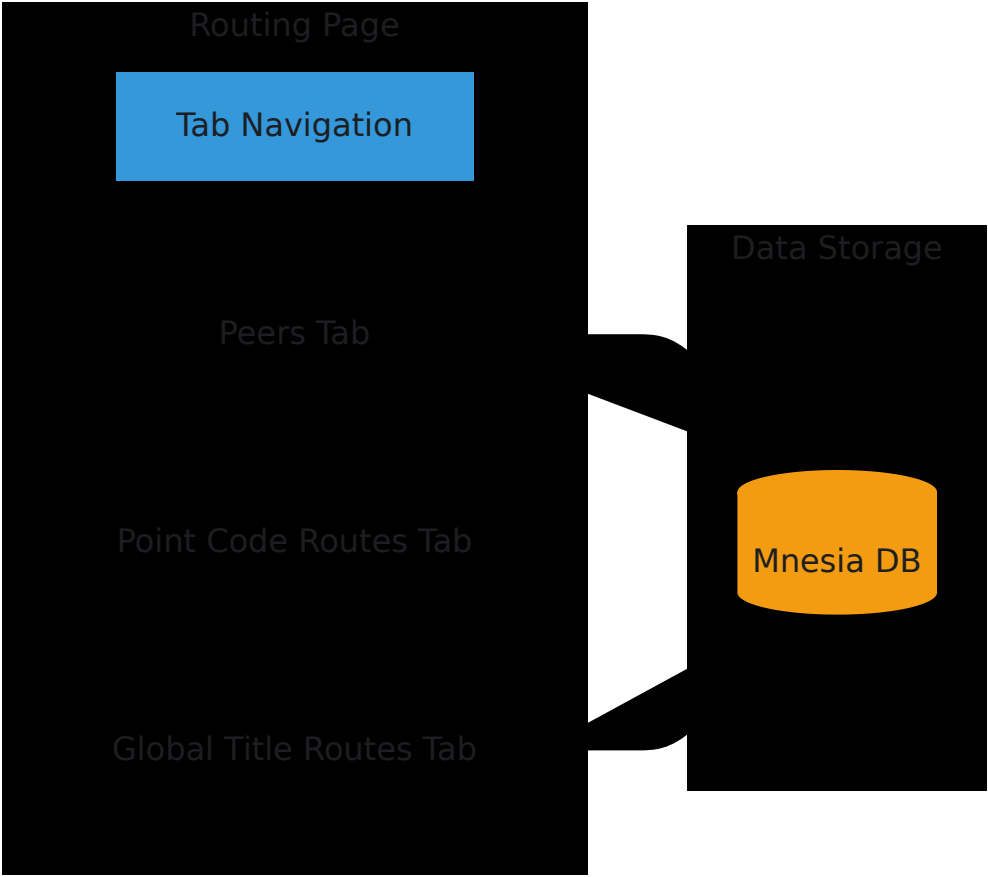 Routing Page
Tab Navigation
Data Storage
Peers Tab
Point Code Routes Tab
Mnesia DB
Global Title Routes Tab